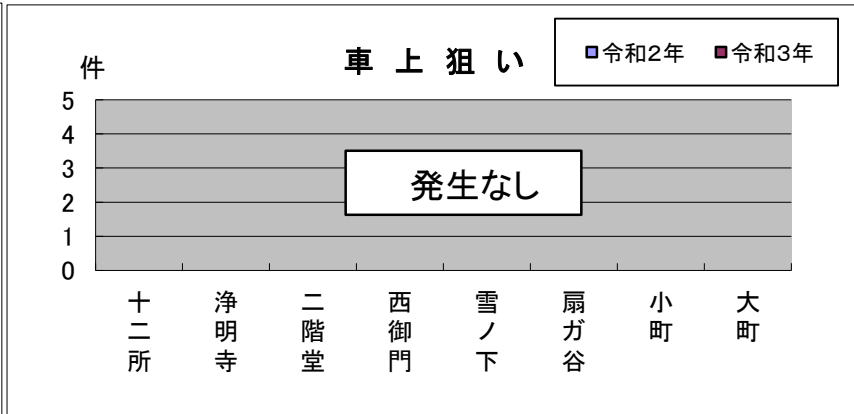 車上狙い
令和2年 令和3年
件
5
4
3
2
1
0
発生なし
十二所
浄明寺
二階堂
西御門
雪ノ下
扇ガ谷
小町
大町